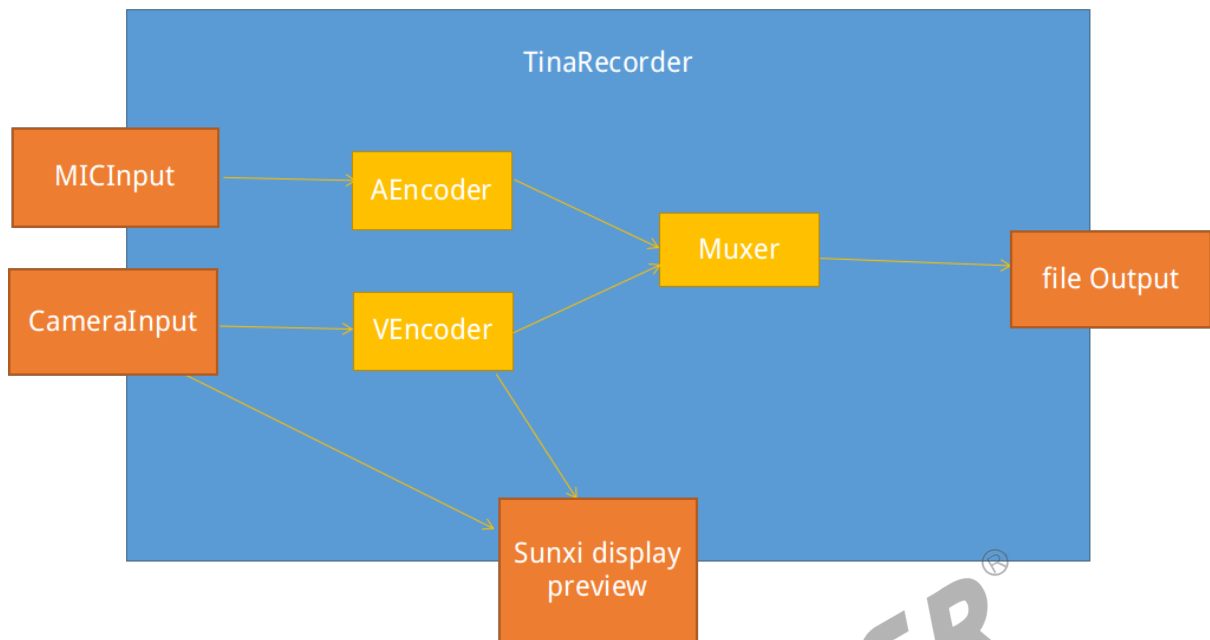 TinaRecorder
MICInput
AEncoder
Muxer
file Output
CameraInput
VEncoder
Sunxi display
preview
®